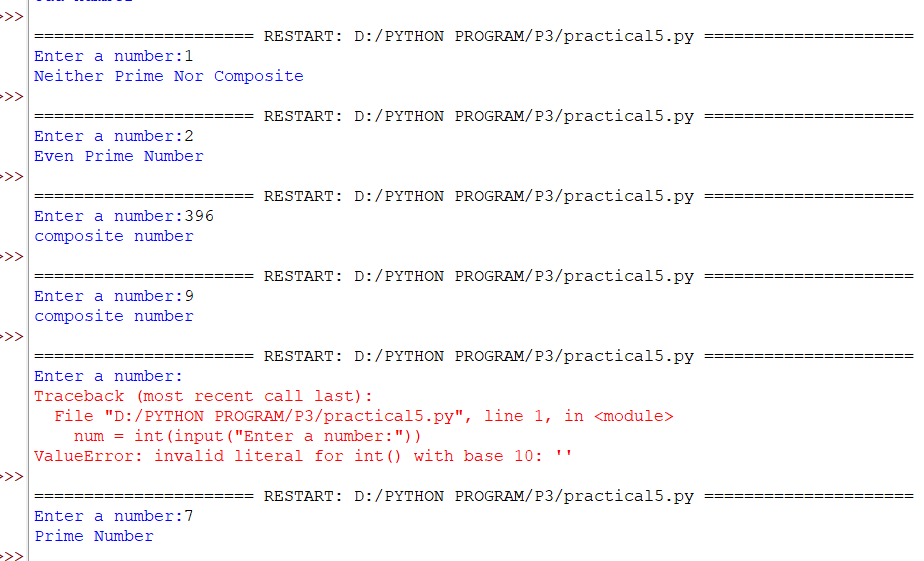 >>>
====================== RESTART: D:/PYTHON PROGRAM/P3/practical5.py =====================
Enter a number:1
Neither Prime Nor Composite
>>>
====================== RESTART: D:/PYTHON PROGRAM/P3/practical5.py =====================
Enter a number:2
Even Prime Number
>>>
====================== RESTART: D:/PYTHON PROGRAM/P3/practical5.py =====================
Enter a number:396
composite number
>>>
====================== RESTART: D:/PYTHON PROGRAM/P3/practical5.py =====================
Enter a number:9
composite number
>>>
====================== RESTART: D:/PYTHON PROGRAM/P3/practical5.py =====================
Enter a number:
Traceback (most recent call last):
  File "D:/PYTHON PROGRAM/P3/practical5.py", line 1, in <module>
    num = int(input("Enter a number:"))
ValueError: invalid literal for int() with base 10: ''
>>>
====================== RESTART: D:/PYTHON PROGRAM/P3/practical5.py =====================
Enter a number:7
Prime Number
>>>